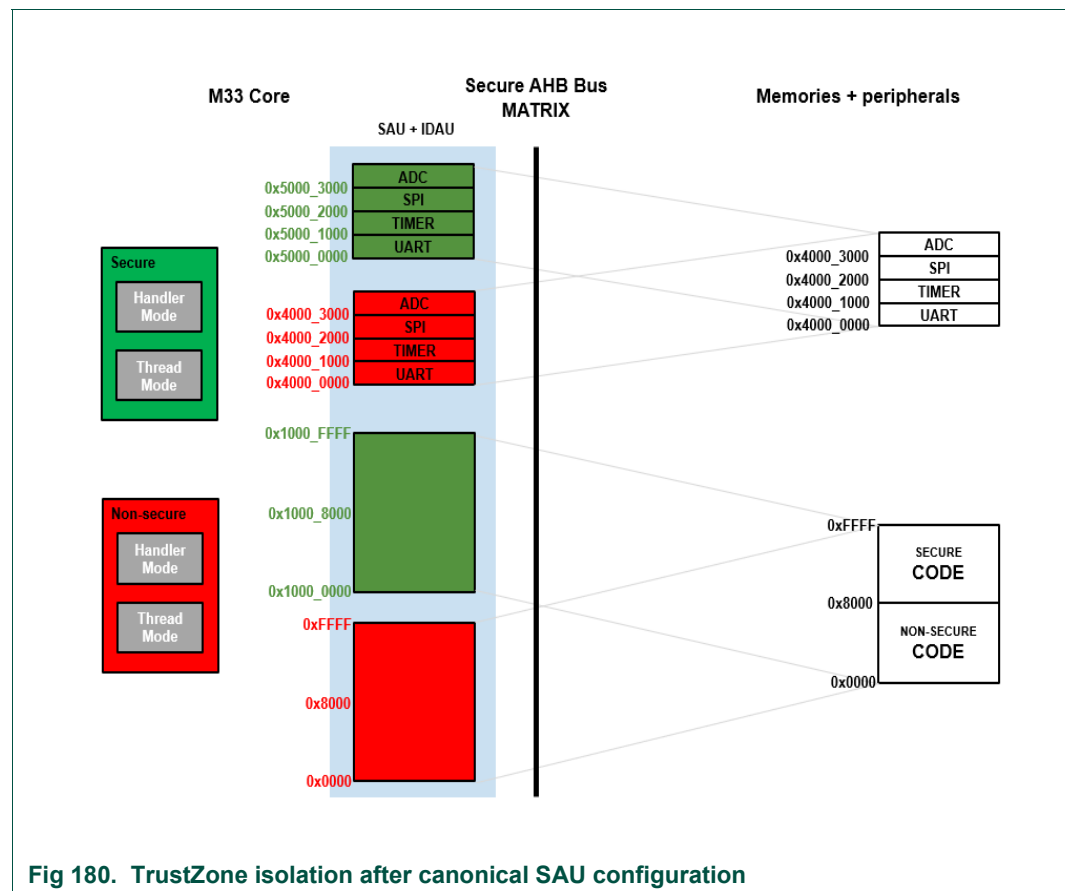 M33 Core
Secure AHB Bus
MATRIX
Memories + peripherals
SAU + IDAU
ADC
0x5000_3000
SPI
0x5000_2000
TIMER
0x5000_1000
UART
0x5000_0000
Secure
Handler
Mode
Thread
Mode
ADC
0x4000_3000
SPI
0x4000_2000
TIMER
0x4000_1000
UART
0x4000_0000
ADC
0x4000_3000
SPI
0x4000_2000
TIMER
0x4000_1000
UART
0x4000_0000
0x1000_FFFF
0x1000_8000
0x1000_0000
Non-secure
Handler
Mode
Thread
Mode
0xFFFF
0x8000
0x0000
0xFFFF
SECURE
CODE
0x8000
NON-SECURE
CODE
0x0000
Fig 180. TrustZone isolation after canonical SAU configuration